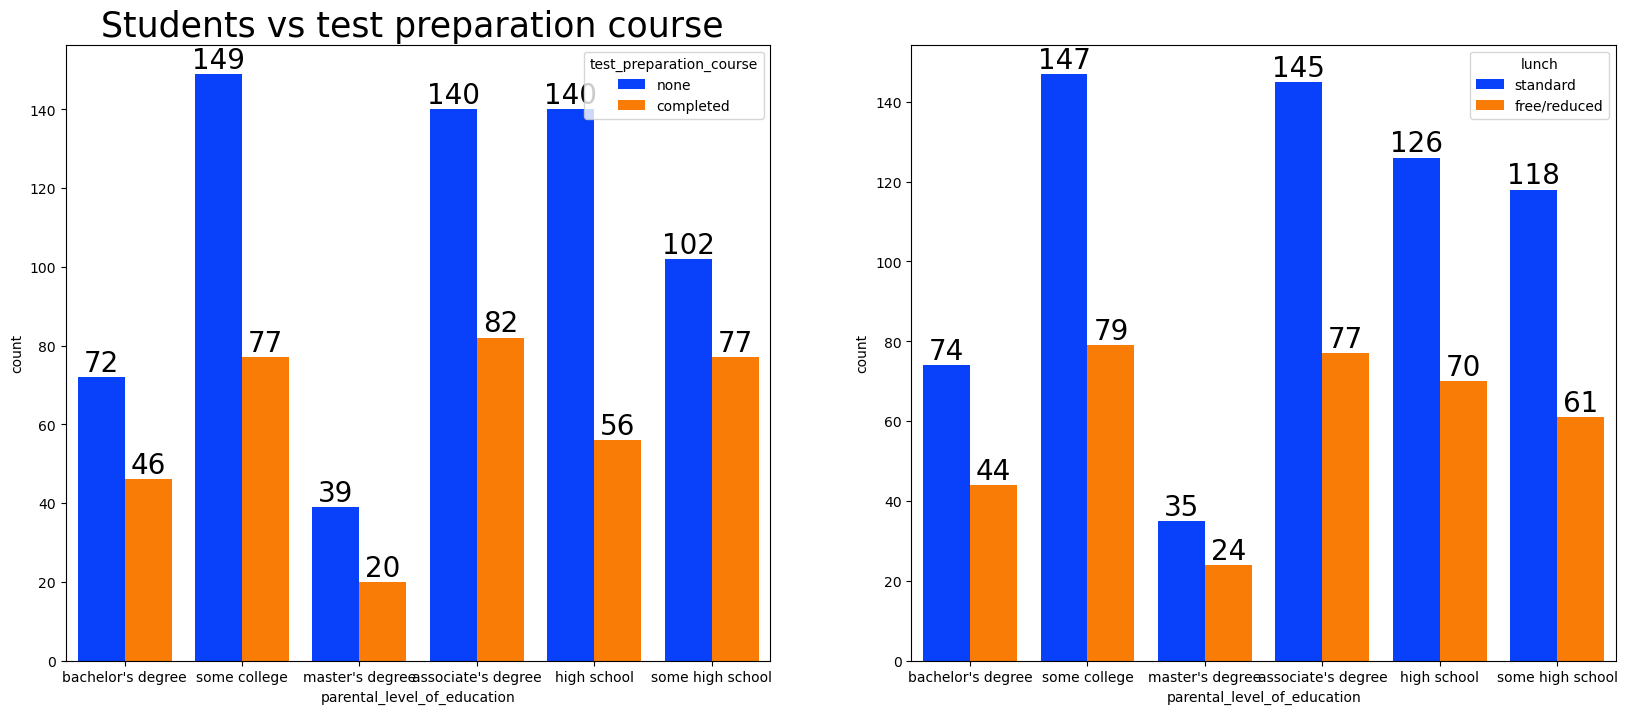 Students vs test preparation course
149
140
140
102
72
77
82
77
46
39
20
56
test_preparation_course
none
completed
140
120
100
80
60
40
20
0
count
bachelor's degree
some college
master's degree
associate's degree
high school
some high school
parental_level_of_education
147
145
126
118
74
79
77
70
61
44
35
24
lunch
standard
free/reduced
140
120
100
80
60
40
20
0
count
bachelor's degree
some college
master's degree
associate's degree
high school
some high school
parental_level_of_education